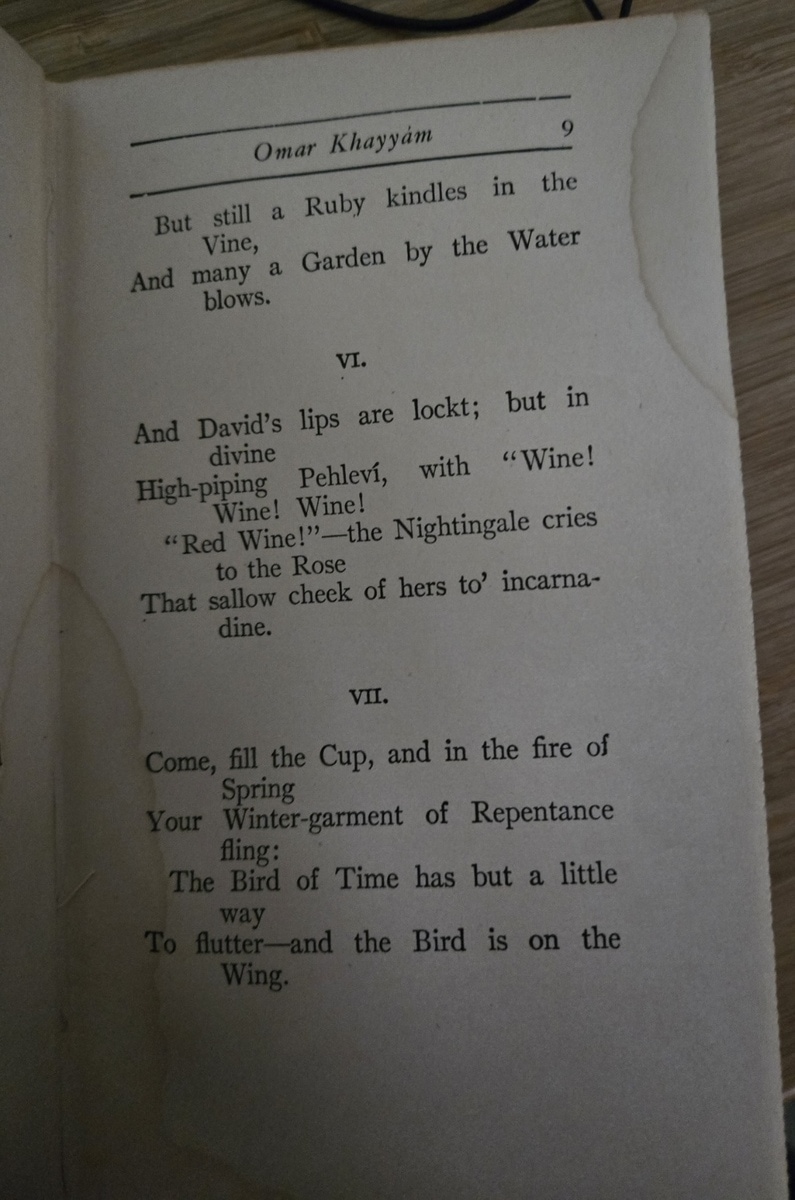 Omar Khayyám 9
But still a Ruby kindles in the
Vine,
And many a Garden by the Water
blows.
VI.
And David's lips are lockt; but in
divine
High-piping Pehleví, with “Wine!
Wine! Wine!
“Red Wine!”—the Nightingale cries
to the Rose
That sallow cheek of hers to’ incarna-
dine.
VII.
Come, fill the Cup, and in the fire of
Spring
Your Winter-garment of Repentance
fling:
The Bird of Time has but a little
way
To flutter—and the Bird is on the
Wing.